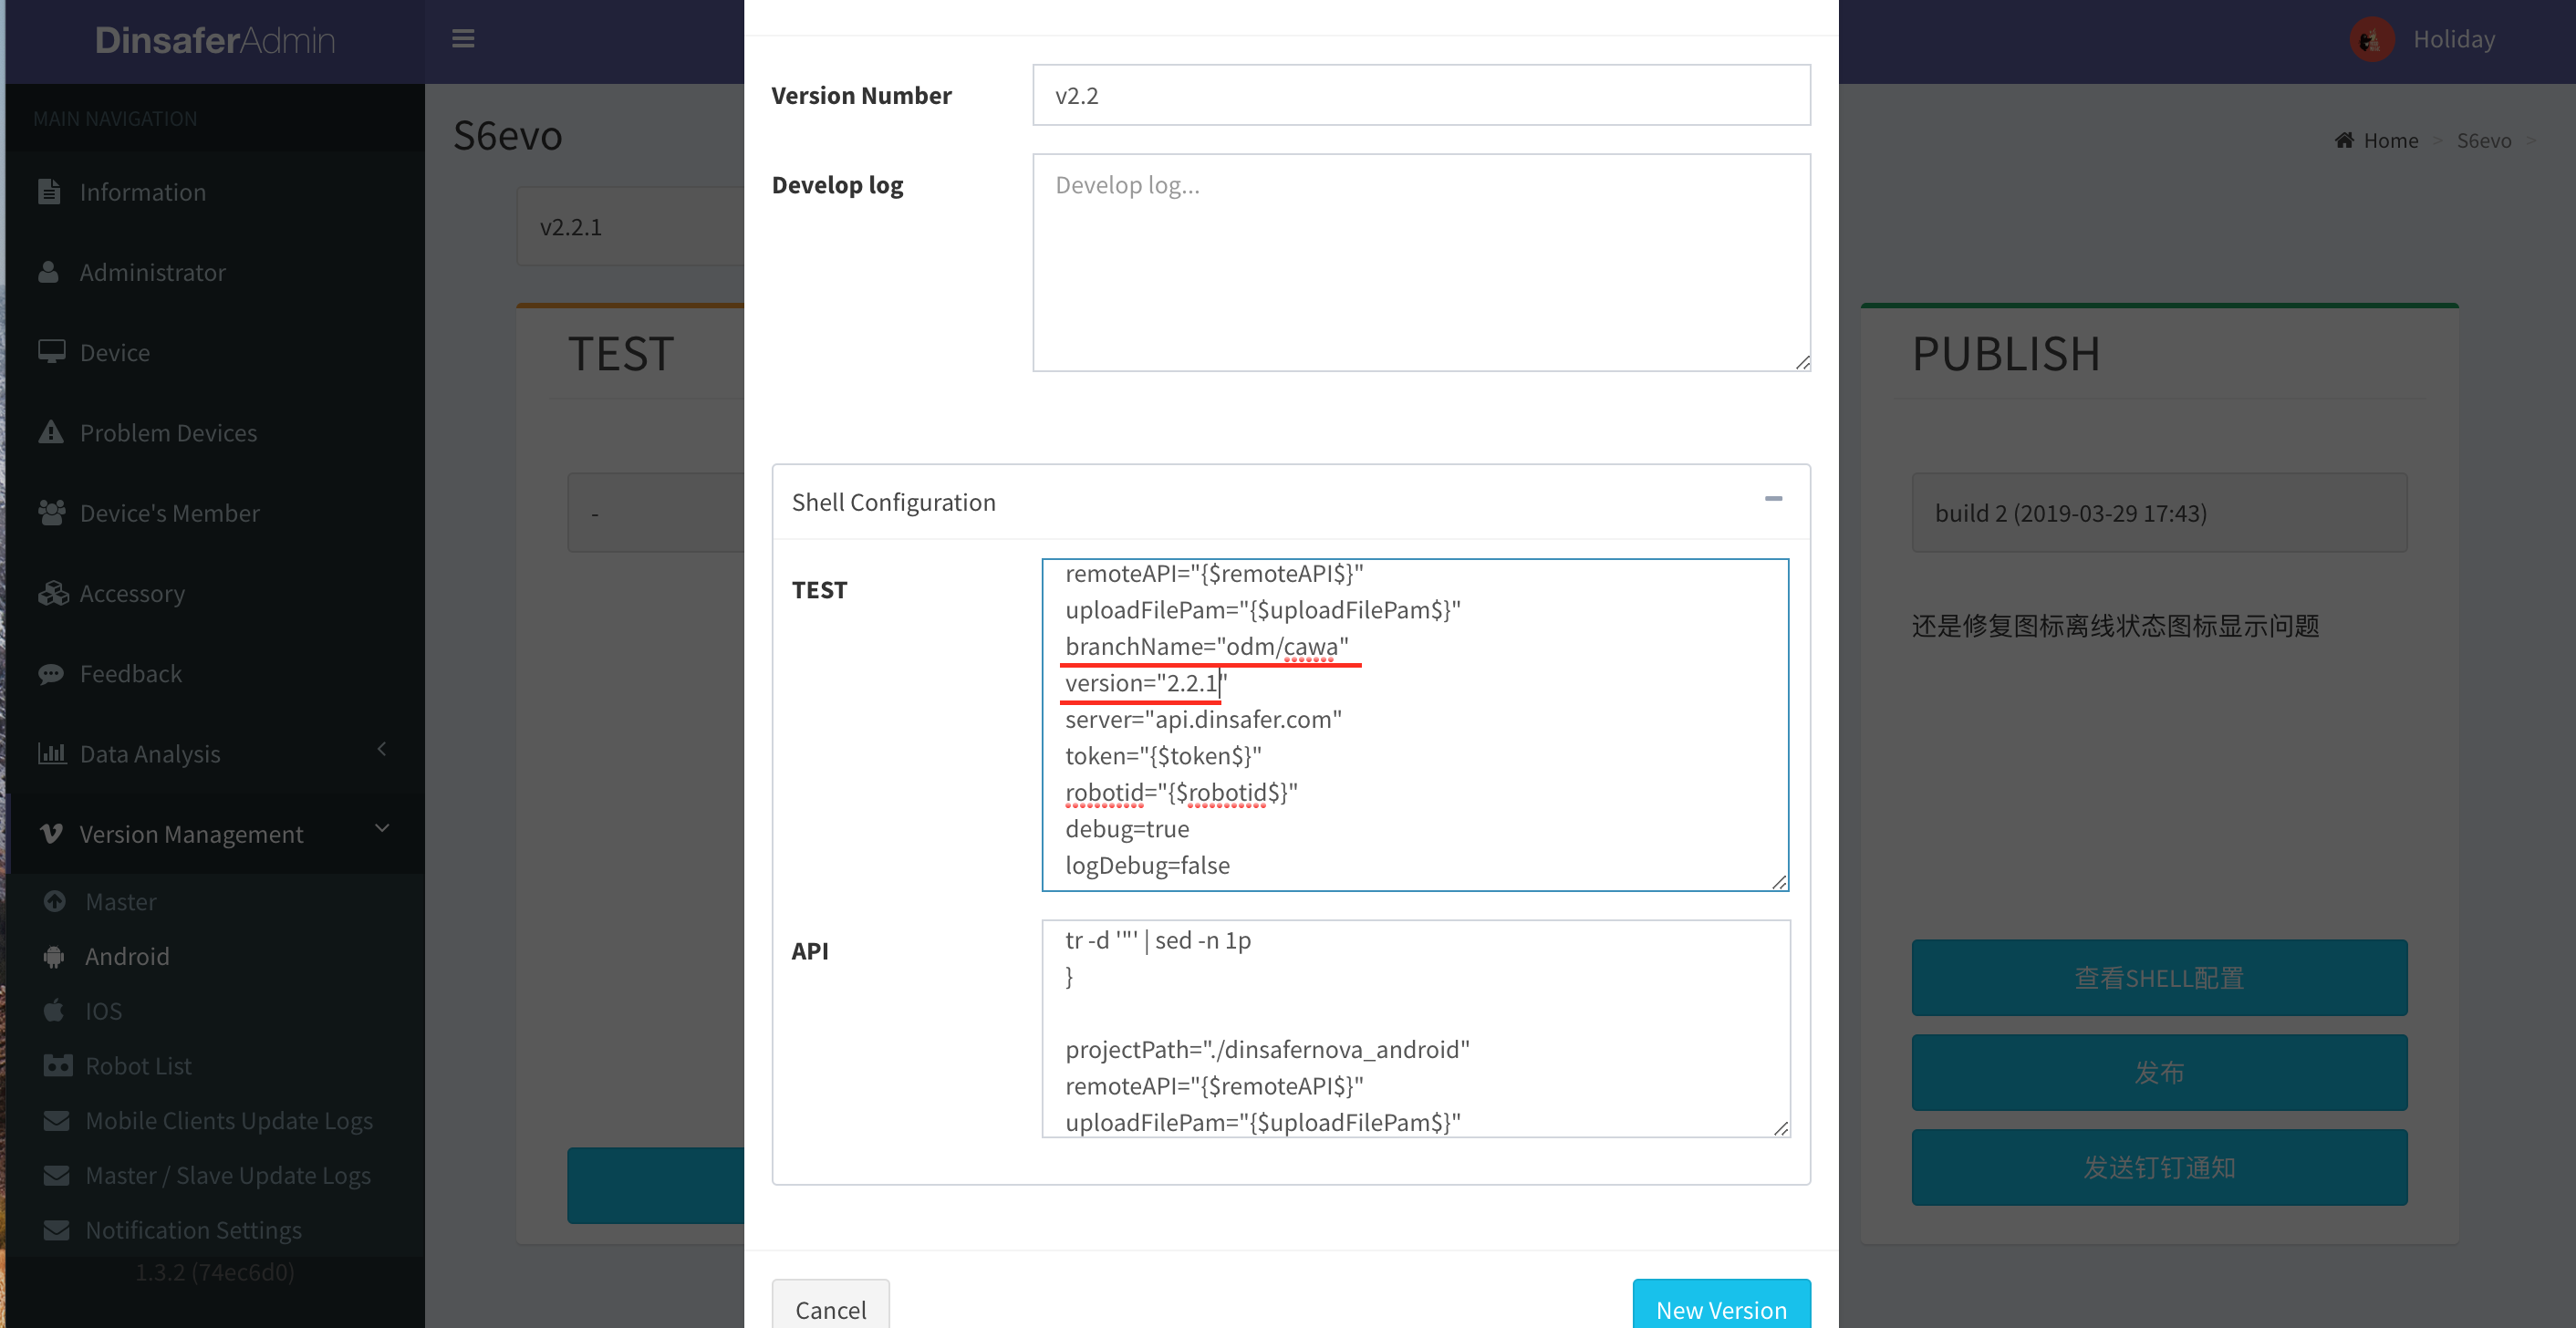 DinsaferAdmin
Holiday
MAIN NAVIGATION
Information
Administrator
Device
Problem Devices
Device's Member
Accessory
Feedback
Data Analysis
Version Management
Master
Android
IOS
Robot List
Mobile Clients Update Logs
Master / Slave Update Logs
Notification Settings
1.3.2 (74ec6d0)
S6evo
Home > S6evo >
v2.2.1
TEST
-
Version Number
v2.2
Develop log
Develop log...
Shell Configuration
TEST
remoteAPI="{$remoteAPI$}"
uploadFilePam="{$uploadFilePam$}"
branchName="odm/cawa"
version="2.2.1"
server="api.dinsafer.com"
token="{$token$}"
robotid="{$robotid$}"
debug=true
logDebug=false
API
tr -d '"' | sed -n 1p
}
projectPath="./dinsafernova_android"
remoteAPI="{$remoteAPI$}"
uploadFilePam="{$uploadFilePam$}"
Cancel
New Version
PUBLISH
build 2 (2019-03-29 17:43)
还是修复图标离线状态图标显示问题
查看SHELL配置
发布
发送钉钉通知